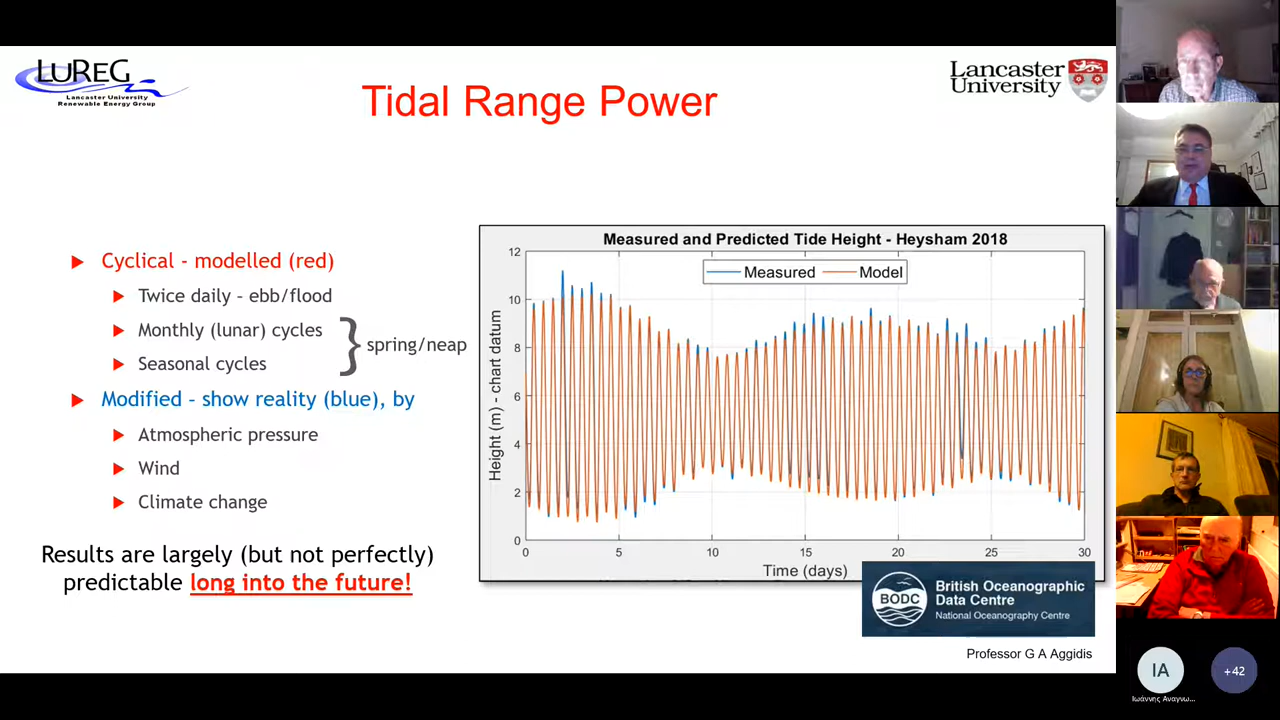 LUREG
Lancaster University
Renewable Energy Group
Tidal Range Power
Lancaster
University
Cyclical - modelled (red)
Twice daily - ebb/flood
Monthly (lunar) cycles
Seasonal cycles
} spring/neap
Modified - show reality (blue), by
Atmospheric pressure
Wind
Climate change
Results are largely (but not perfectly)
predictable long into the future!
Measured and Predicted Tide Height - Heysham 2018
Measured Model
Height (m) - chart datum
12
10
8
6
4
2
0
0 5 10 15 20 25 30
Time (days)
BODC
British Oceanographic
Data Centre
National Oceanography Centre
Professor G A Aggidis
IA
+42
Ιωάννης Αναγνω...